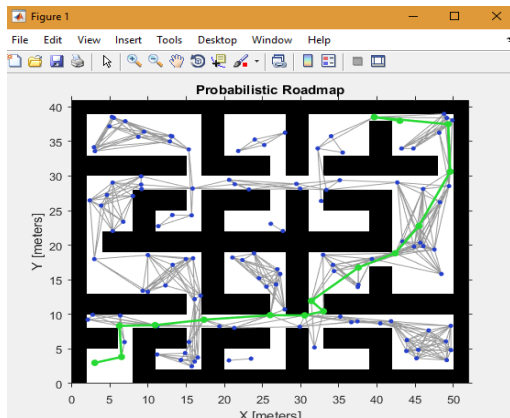 Figure 1
File Edit View Insert Tools Desktop Window Help
Probabilistic Roadmap
40
35
30
25
20
15
10
5
0
Y [meters]
0 5 10 15 20 25 30 35 40 45 50
X [meters]